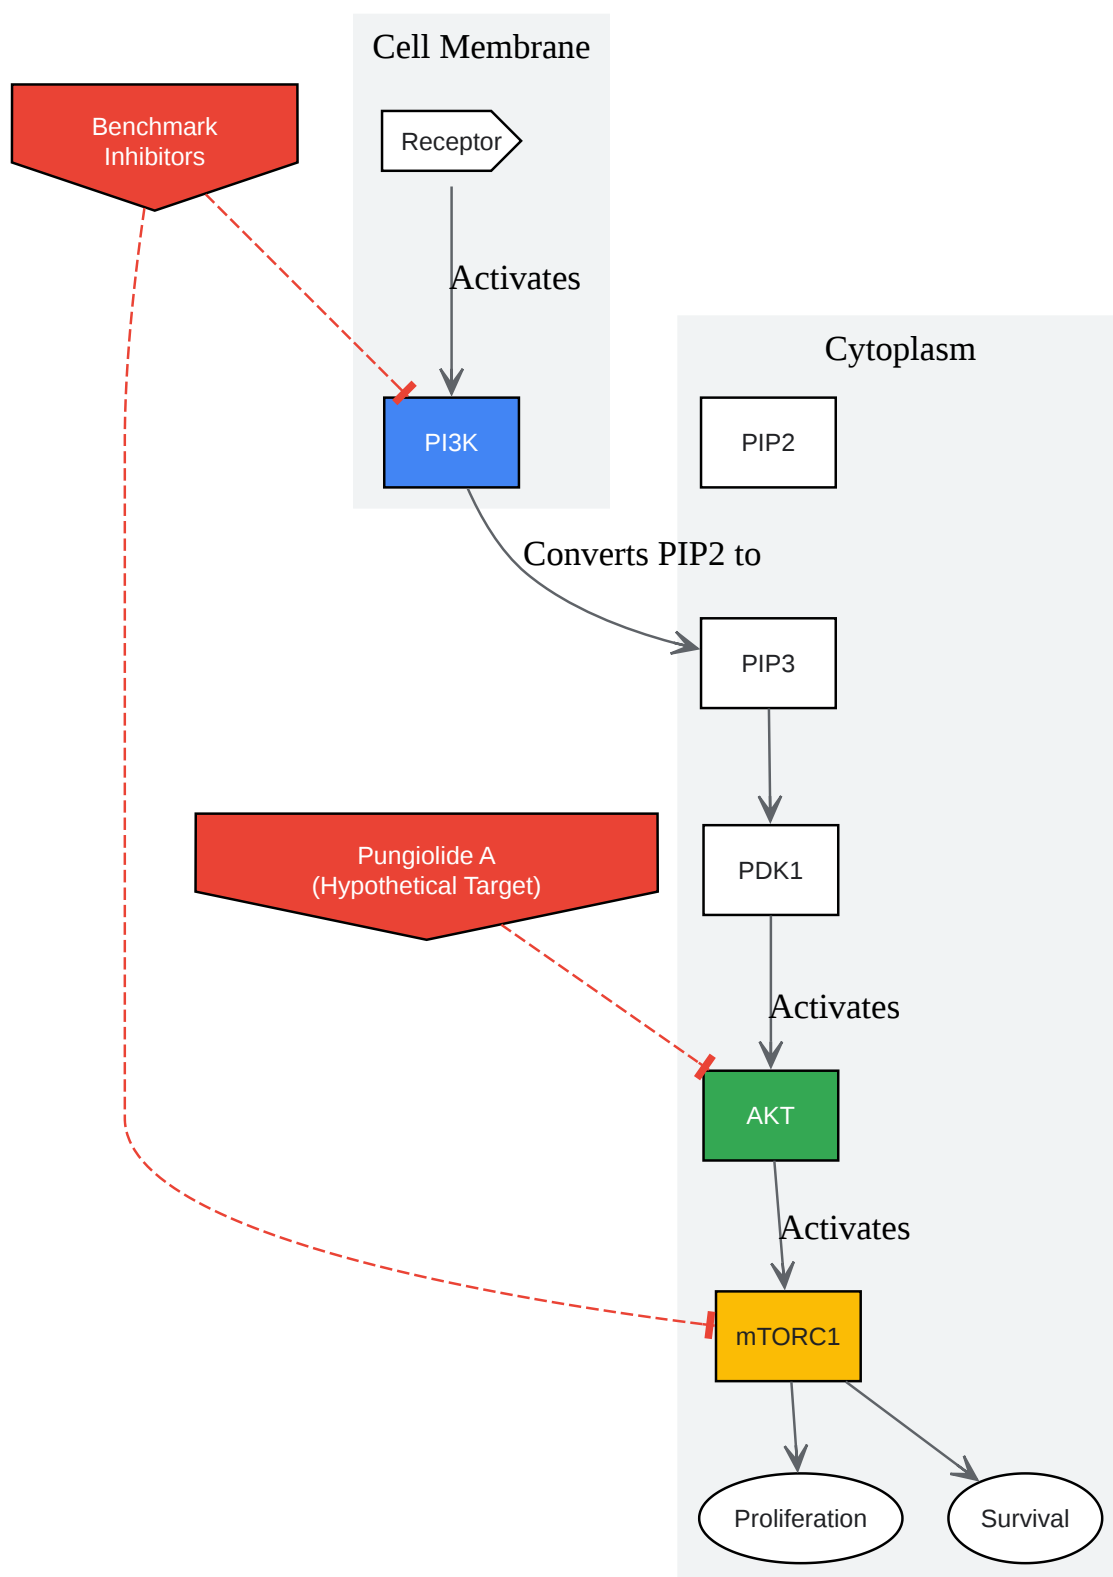 Cell Membrane
Benchmark
Inhibitors
Receptor
Activates
Cytoplasm
PI3K
PIP2
Converts PIP2 to
PIP3
Pungiolide A
(Hypothetical Target)
PDK1
Activates
AKT
Activates
mTORC1
Proliferation
Survival